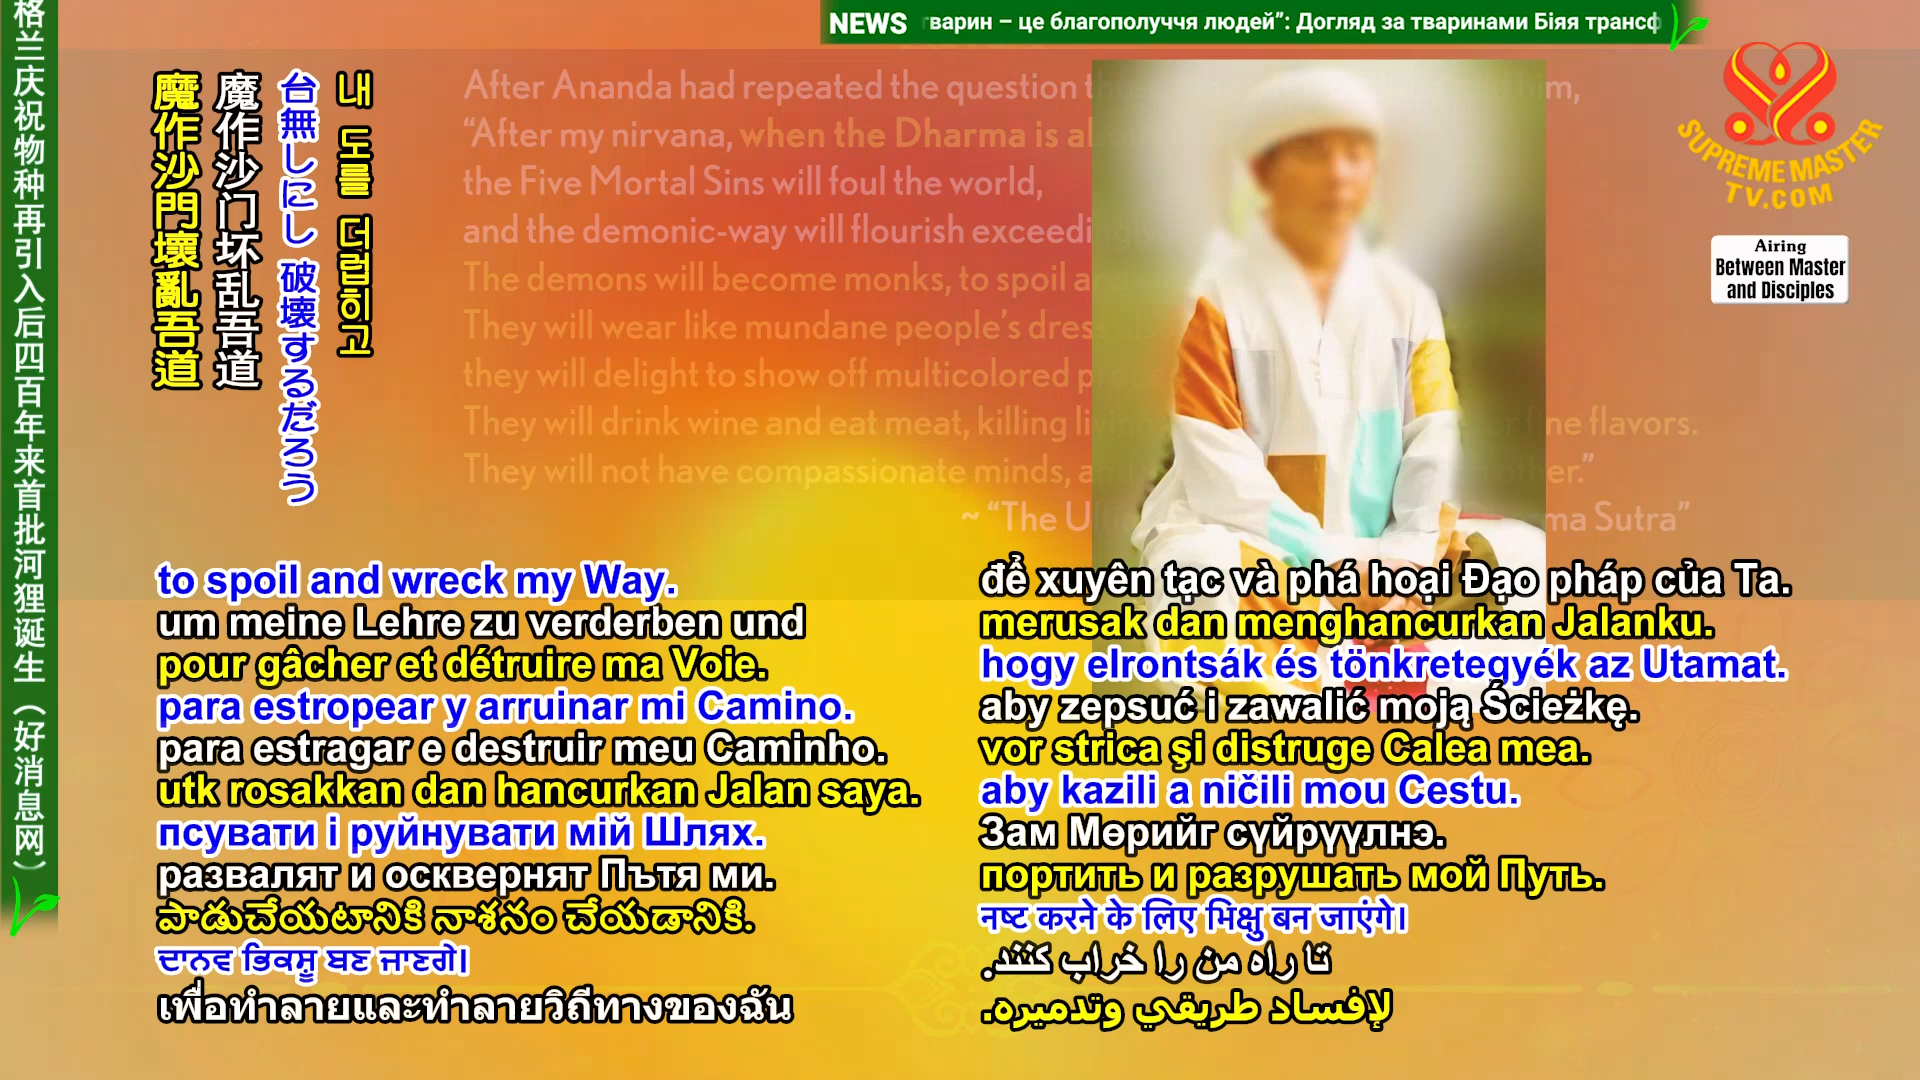 NEWS тварин – це благополуччя людей”: Догляд за тваринами Біяя трансф
格兰庆祝物种再引入后四百年来首批河狸诞生（好消息网）
SUPREME MASTER
TV.COM
Airing
Between Master
and Disciples
내 도를 더럽히고
台無しにし 破壊するだろう
魔作沙门坏乱吾道
魔作沙門壞亂吾道
After Ananda had repeated the question th him,
“After my nirvana, when the Dharma is ab
the Five Mortal Sins will foul the world,
and the demonic-way will flourish exceedi
The demons will become monks, to spoil a
They will wear like mundane people’s dres
they will delight to show off multicolored p
They will drink wine and eat meat, killing livi or fine flavors.
They will not have compassionate minds, an other.”
~ “The Ul ma Sutra”
to spoil and wreck my Way.
um meine Lehre zu verderben und
pour gâcher et détruire ma Voie.
para estropear y arruinar mi Camino.
para estragar e destruir meu Caminho.
utk rosakkan dan hancurkan Jalan saya.
псувати і руйнувати мій Шлях.
развалят и осквернят Пътя ми.
పాడుచేయటానికి నాశనం చేయడానికి.
ਦਾਨਵ ਭਿਕਸ਼ੂ ਬਣ ਜਾਣਗੇ।
เพื่อทำลายและทำลายวิถีทางของฉัน
để xuyên tạc và phá hoại Đạo pháp của Ta.
merusak dan menghancurkan Jalanku.
hogy elrontsák és tönkretegyék az Utamat.
aby zepsuć i zawalić moją Ścieżkę.
vor strica şi distruge Calea mea.
aby kazili a ničili mou Cestu.
Зам Мөрийг сүйрүүлнэ.
портить и разрушать мой Путь.
नष्ट करने के लिए भिक्षु बन जाएंगे।
تا راه من را خراب کنند.
لإفساد طريقي وتدميره.